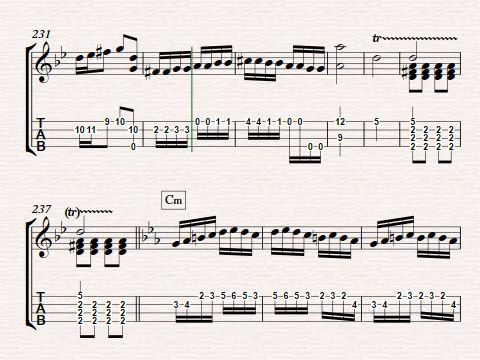 231
tr
9 10 0 0 1 1 4 4 1 1 0 0 12 5 5
10 11 2 2 3 3 2 2 2 2
9 2 2 2 2
0 0 0 2 2 2 2
237
(tr)
Cm
5 2 3 5 6 5 3 5 6 5 3 2 3 2 2 3 2 3 2
2 2 2 2 3 4 4 3 4 4
2 2 2 2
2 2 2 2